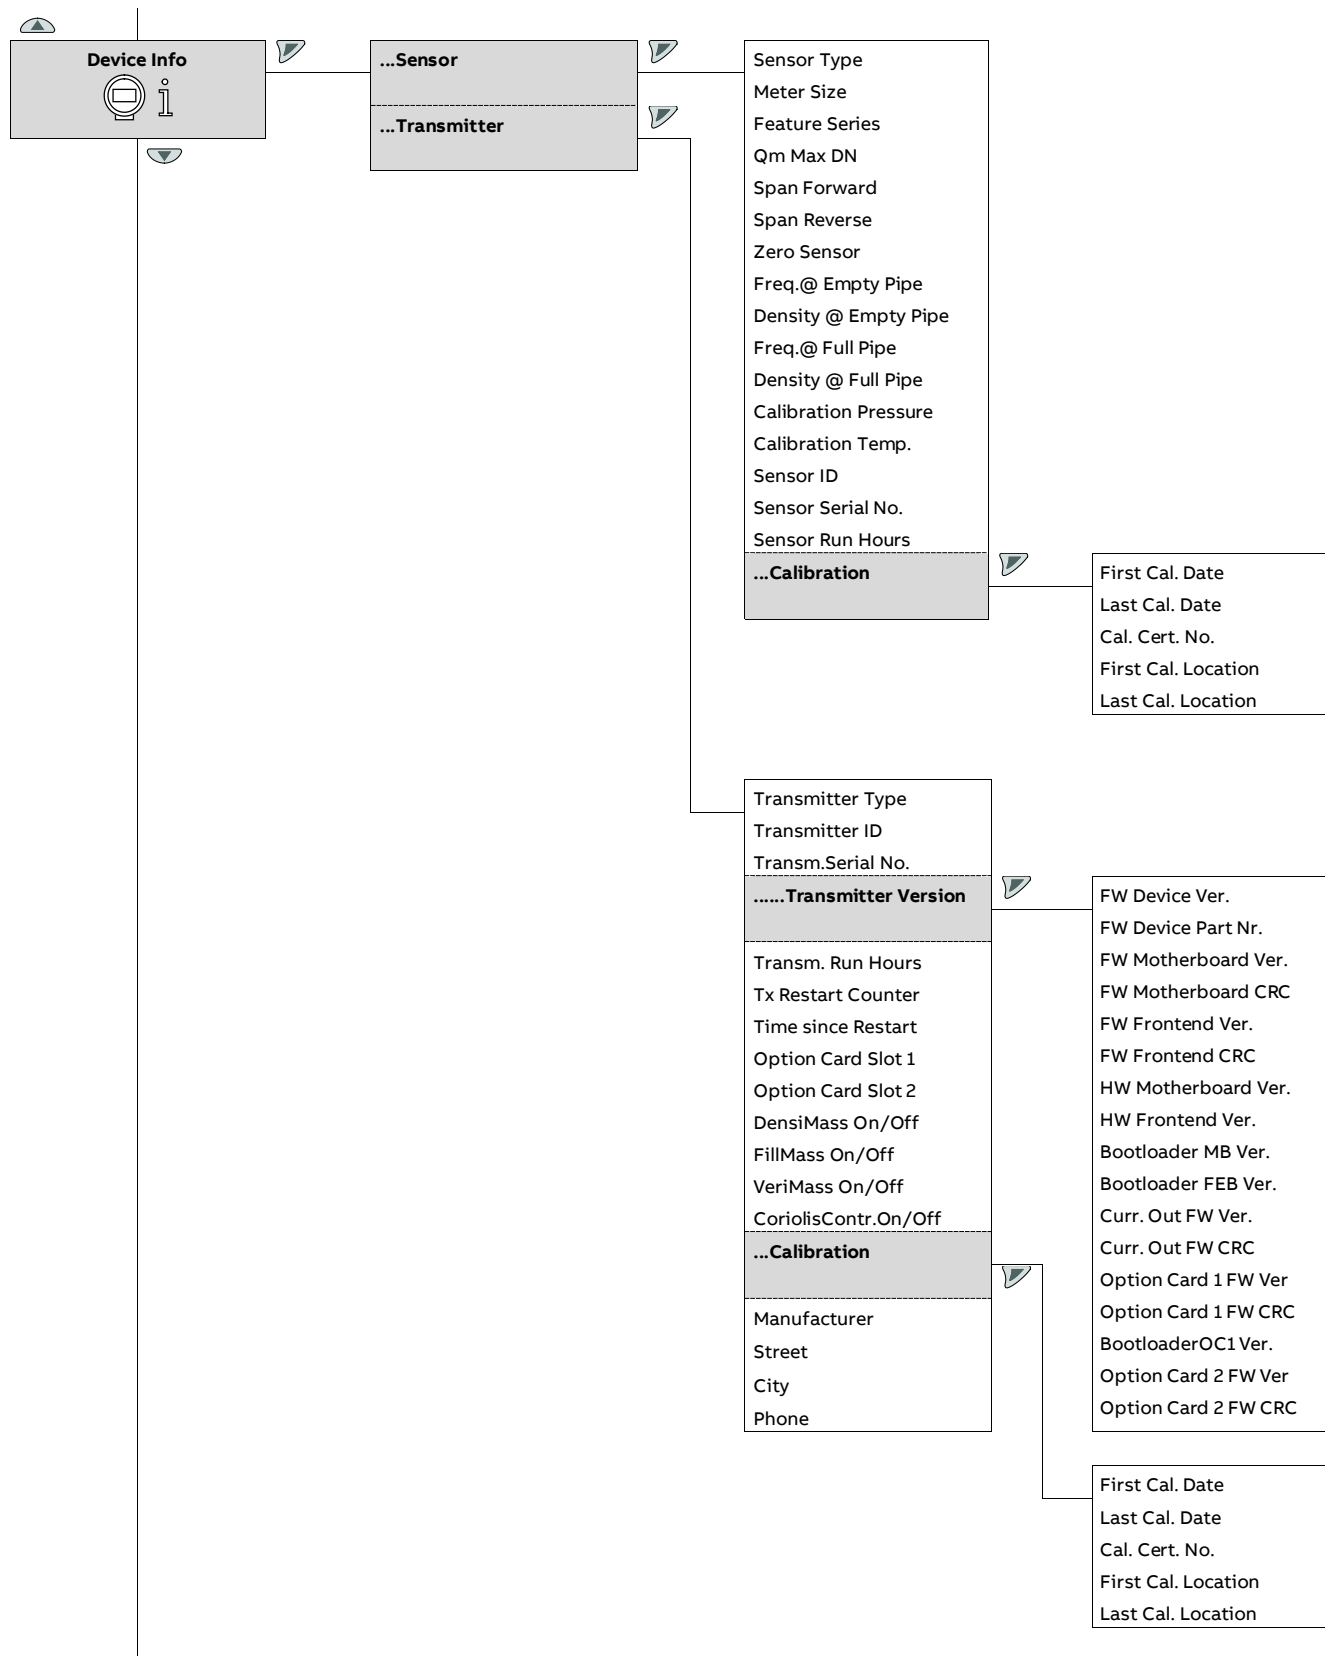 Device Info
...Sensor
...Transmitter
Sensor Type
Meter Size
Feature Series
Qm Max DN
Span Forward
Span Reverse
Zero Sensor
Freq.@ Empty Pipe
Density @ Empty Pipe
Freq.@ Full Pipe
Density @ Full Pipe
Calibration Pressure
Calibration Temp.
Sensor ID
Sensor Serial No.
Sensor Run Hours
...Calibration
First Cal. Date
Last Cal. Date
Cal. Cert. No.
First Cal. Location
Last Cal. Location
Transmitter Type
Transmitter ID
Transm.Serial No.
......Transmitter Version
Transm. Run Hours
Tx Restart Counter
Time since Restart
Option Card Slot 1
Option Card Slot 2
DensiMass On/Off
FillMass On/Off
VeriMass On/Off
CoriolisContr.On/Off
...Calibration
Manufacturer
Street
City
Phone
FW Device Ver.
FW Device Part Nr.
FW Motherboard Ver.
FW Motherboard CRC
FW Frontend Ver.
FW Frontend CRC
HW Motherboard Ver.
HW Frontend Ver.
Bootloader MB Ver.
Bootloader FEB Ver.
Curr. Out FW Ver.
Curr. Out FW CRC
Option Card 1 FW Ver
Option Card 1 FW CRC
BootloaderOC1 Ver.
Option Card 2 FW Ver
Option Card 2 FW CRC
First Cal. Date
Last Cal. Date
Cal. Cert. No.
First Cal. Location
Last Cal. Location